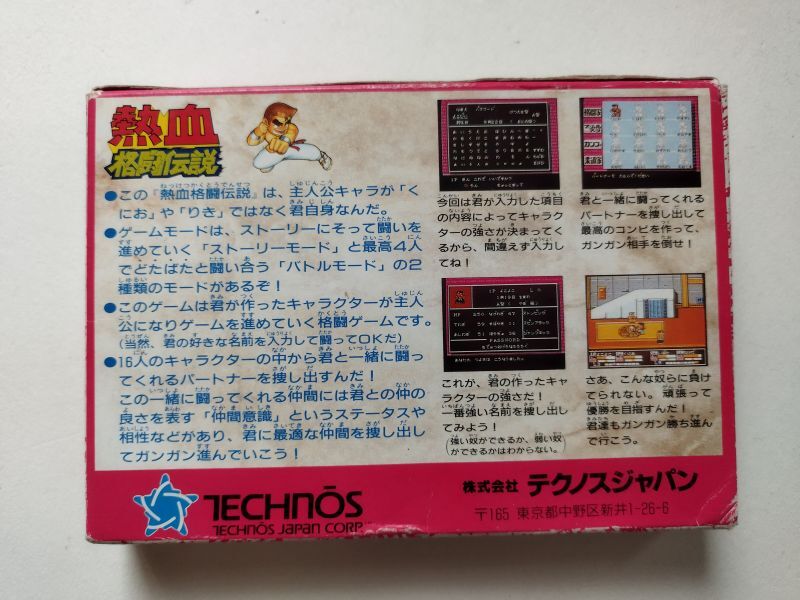 熱血
格闘伝説
●この『熱血格闘伝説』は、主人公キャラが「く
にお」や「りき」ではなく君自身なんだ。
●ゲームモードは、ストーリーにそって闘いを
進めていく「ストーリーモード」と最高4人
でどたばたと闘い合う「バトルモード」の2
種類のモードがあるぞ!
●このゲームは君が作ったキャラクターが主人
公になりゲームを進めていく格闘ゲームです。
(当然、君の好きな名前を入力して闘ってOKだ)
●16人のキャラクターの中から君と一緒に闘っ
てくれるパートナーを捜し出すんだ!
この一緒に闘ってくれる仲間には君との仲の
良さを表す「仲間意識」というステータスや
相性などがあり、君に最適な仲間を捜し出し
てガンガン進んでいこう!
今回は君が入力した項目
の内容によってキャラク
ターの強さが決まってく
るから、間違えず入力し
てね!
君と一緒に闘ってくれる
パートナーを捜し出して
最高のコンビを作って、
ガンガン相手を倒せ!
これが、君の作ったキャ
ラクターの強さだ!
一番強い名前を捜し出し
てみよう!
(強い奴ができるか、弱い奴
ができるかはわからない。)
さあ、こんな奴らに負け
てられない。頑張って
優勝を目指すんだ!
君達もガンガン勝ち進ん
で行こう。
TECHNŌS
TECHNŌS JAPAN CORP.
株式会社 テクノスジャパン
〒165 東京都中野区新井1-26-6